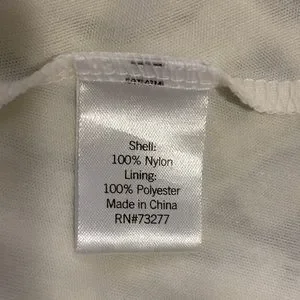 Shell:
100% Nylon
Lining:
100% Polyester
Made in China
RN#73277